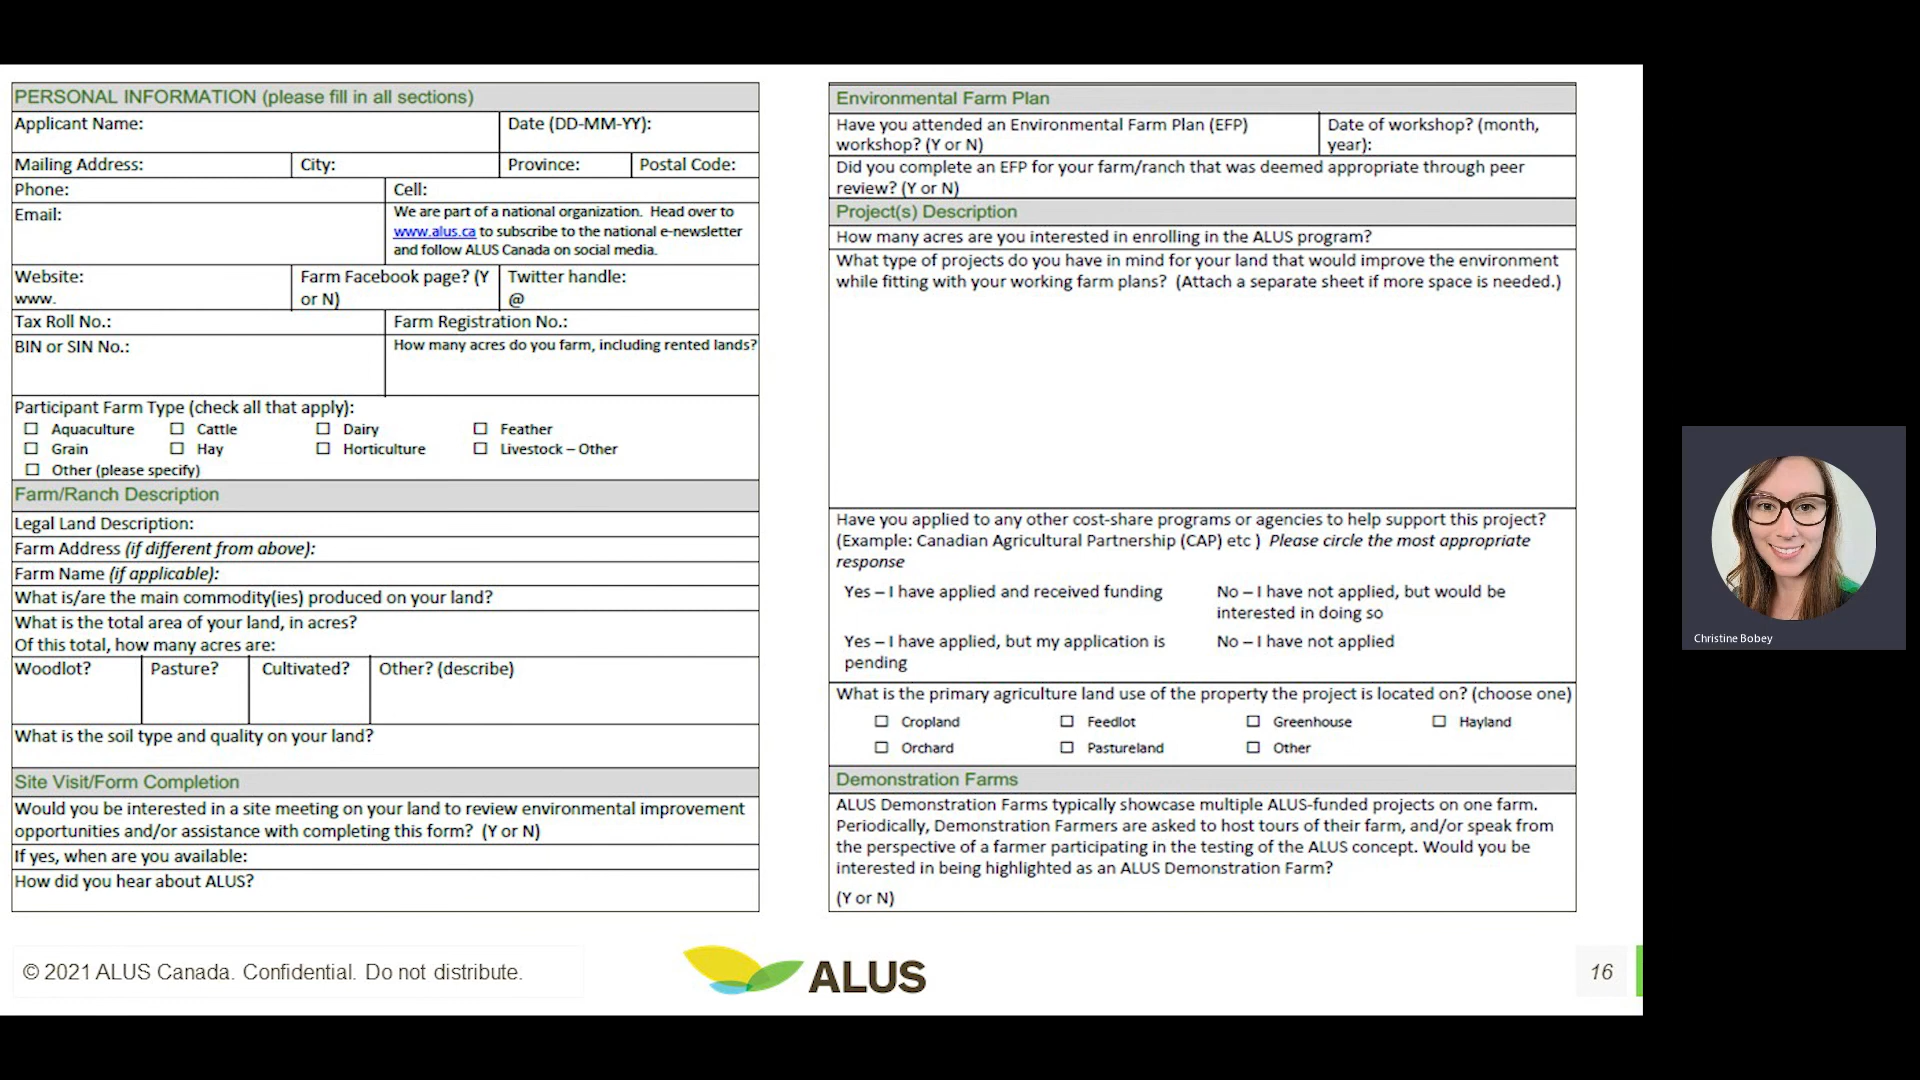 PERSONAL INFORMATION (please fill in all sections)
Applicant Name:
Date (DD-MM-YY):
Mailing Address:
City:
Province:
Postal Code:
Phone:
Cell:
Email:
We are part of a national organization. Head over to
www.alus.ca to subscribe to the national e-newsletter
and follow ALUS Canada on social media.
Website:
www.
Farm Facebook page? (Y
or N)
Twitter handle:
@
Tax Roll No.:
Farm Registration No.:
BIN or SIN No.:
How many acres do you farm, including rented lands?
Participant Farm Type (check all that apply):
☐ Aquaculture ☐ Cattle ☐ Dairy ☐ Feather
☐ Grain ☐ Hay ☐ Horticulture ☐ Livestock – Other
☐ Other (please specify)
Farm/Ranch Description
Legal Land Description:
Farm Address (if different from above):
Farm Name (if applicable):
What is/are the main commodity(ies) produced on your land?
What is the total area of your land, in acres?
Of this total, how many acres are:
Woodlot?
Pasture?
Cultivated?
Other? (describe)
What is the soil type and quality on your land?
Site Visit/Form Completion
Would you be interested in a site meeting on your land to review environmental improvement
opportunities and/or assistance with completing this form? (Y or N)
If yes, when are you available:
How did you hear about ALUS?
Environmental Farm Plan
Have you attended an Environmental Farm Plan (EFP)
workshop? (Y or N)
Date of workshop? (month,
year):
Did you complete an EFP for your farm/ranch that was deemed appropriate through peer
review? (Y or N)
Project(s) Description
How many acres are you interested in enrolling in the ALUS program?
What type of projects do you have in mind for your land that would improve the environment
while fitting with your working farm plans? (Attach a separate sheet if more space is needed.)
Have you applied to any other cost-share programs or agencies to help support this project?
(Example: Canadian Agricultural Partnership (CAP) etc ) Please circle the most appropriate
response
Yes – I have applied and received funding
No – I have not applied, but would be
interested in doing so
Yes – I have applied, but my application is
pending
No – I have not applied
What is the primary agriculture land use of the property the project is located on? (choose one)
☐ Cropland ☐ Feedlot ☐ Greenhouse ☐ Hayland
☐ Orchard ☐ Pastureland ☐ Other
Demonstration Farms
ALUS Demonstration Farms typically showcase multiple ALUS-funded projects on one farm.
Periodically, Demonstration Farmers are asked to host tours of their farm, and/or speak from
the perspective of a farmer participating in the testing of the ALUS concept. Would you be
interested in being highlighted as an ALUS Demonstration Farm?
(Y or N)
© 2021 ALUS Canada. Confidential. Do not distribute.
ALUS
16
Christine Bobey